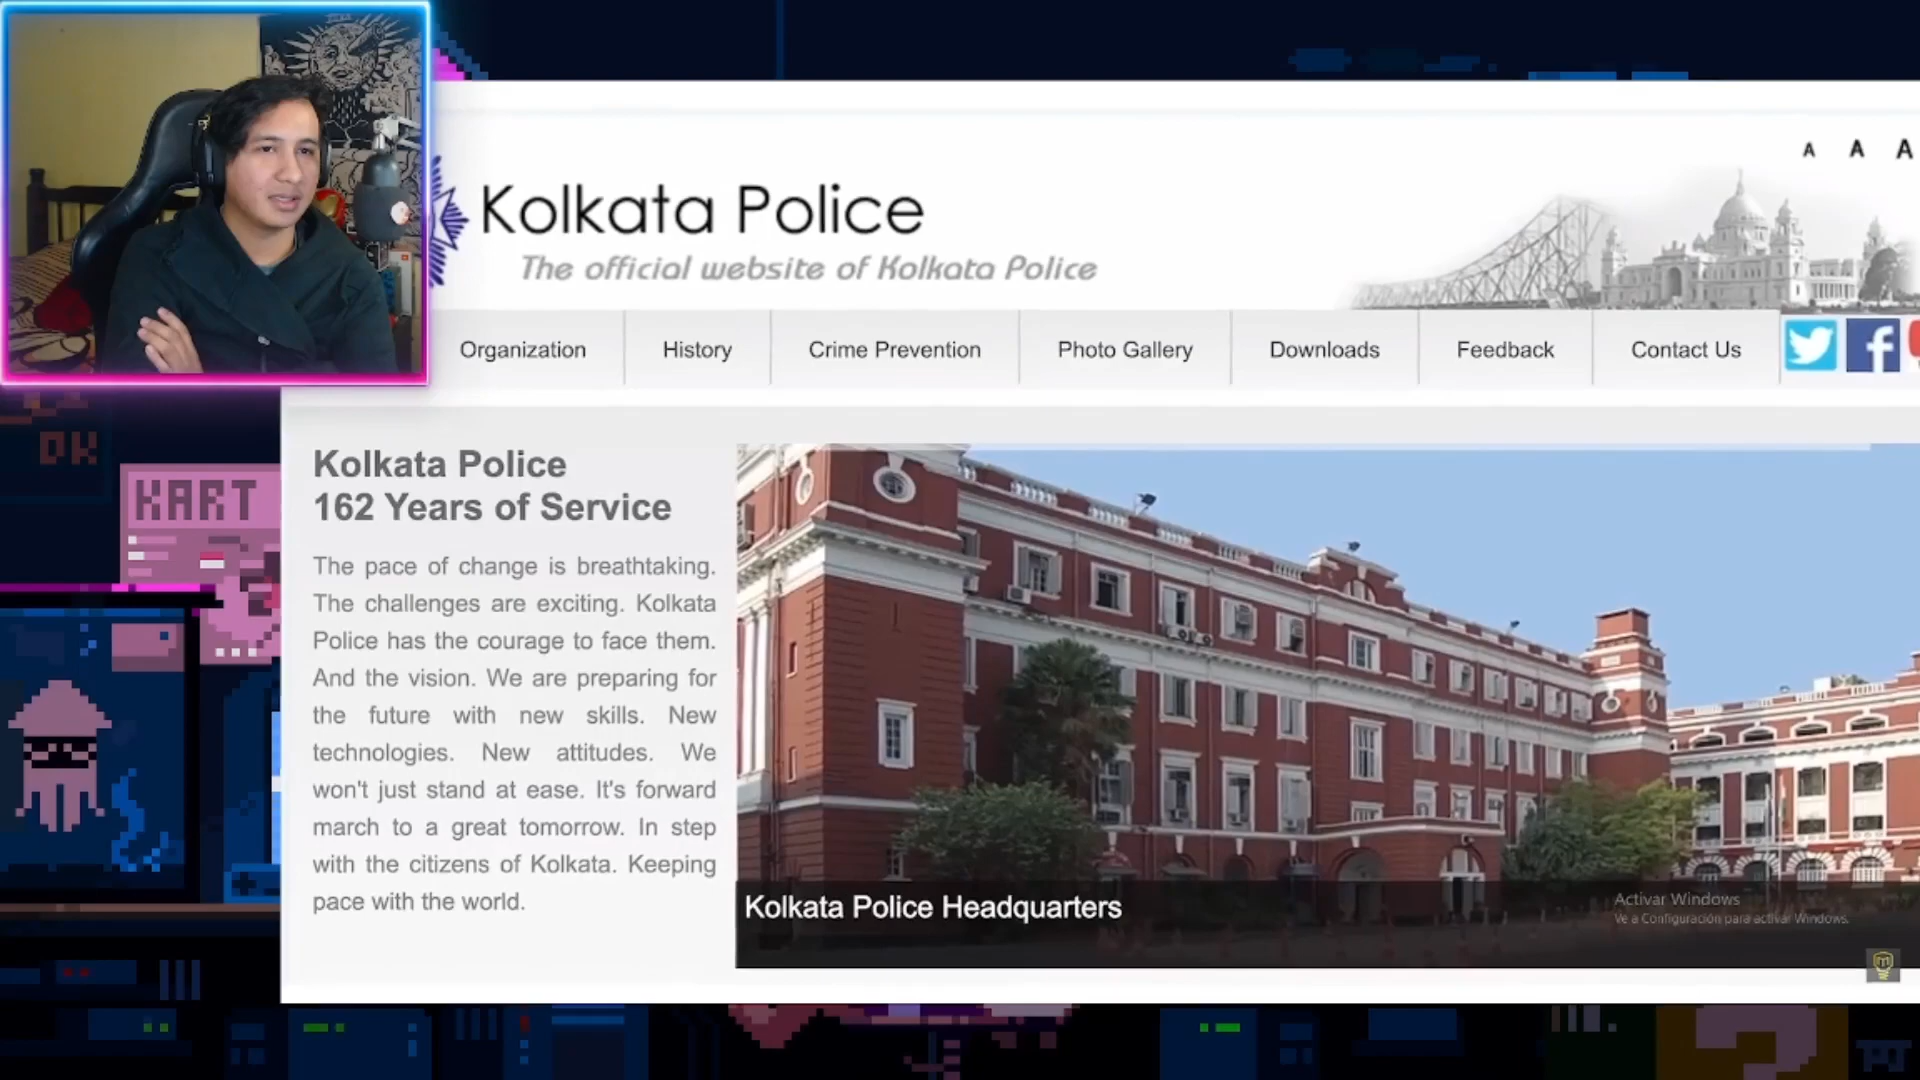 A A A
Kolkata Police
The official website of Kolkata Police
Organization
History
Crime Prevention
Photo Gallery
Downloads
Feedback
Contact Us
DK
KART
Kolkata Police
162 Years of Service
The pace of change is breathtaking.
The challenges are exciting. Kolkata
Police has the courage to face them.
And the vision. We are preparing for
the future with new skills. New
technologies. New attitudes. We
won't just stand at ease. It's forward
march to a great tomorrow. In step
with the citizens of Kolkata. Keeping
pace with the world.
Kolkata Police Headquarters
Activar Windows
Ve a Configuración para activar Windows.